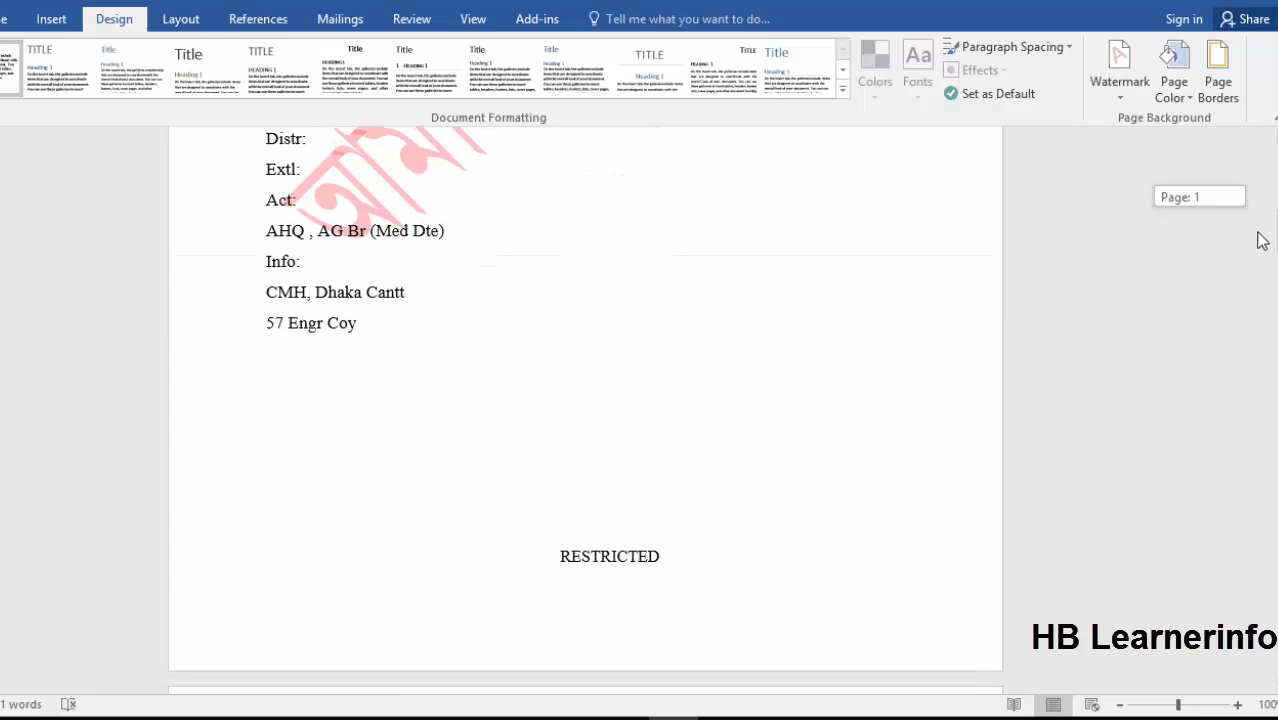 Design
Layout
References
Mailings
Review
View
Add-ins
Tell me what you want to do...
Sign in
Share
Insert
TITLE
Title
Title
TITLE
Title
Title
Title
Title
TITLE
TITLE
Title
Heading 1
Heading 1
Heading 1
HEADING 1
HEADING 1
1 HEADING 1
Heading 1
Heading 1
Heading 1
HEADING 1
Heading 1
Colors
Fonts
Paragraph Spacing
Effects
Set as Default
Watermark
Page Color
Page Borders
Document Formatting
Page Background
Distr:
Extl:
Act:
AHQ , AG Br (Med Dte)
Info:
CMH, Dhaka Cantt
57 Engr Coy
RESTRICTED
Page: 1
HB Learnerinfo
1 words
100